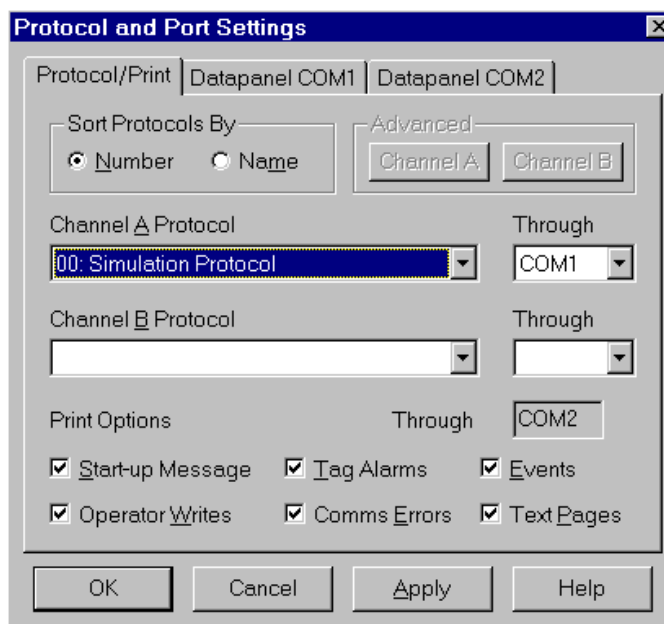 Protocol and Port Settings
Protocol/Print Datapanel COM1 Datapanel COM2
Sort Protocols By Advanced
Number Name Channel A Channel B
Channel A Protocol Through
00: Simulation Protocol COM1
Channel B Protocol Through
Print Options Through COM2
Start-up Message Tag Alarms Events
Operator Writes Comms Errors Text Pages
OK Cancel Apply Help